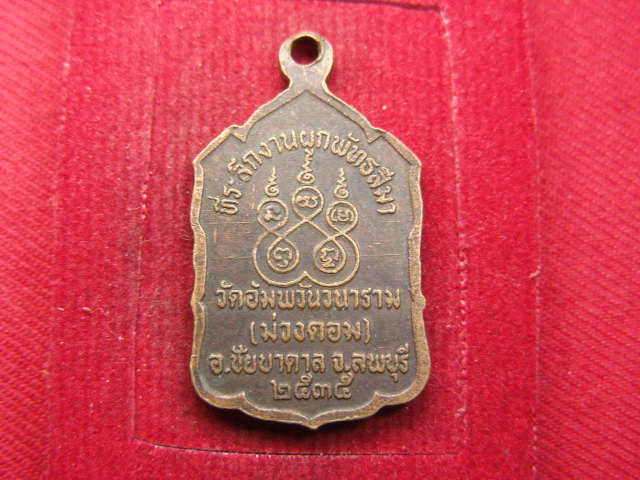 ที่ระลึกงานผูกพัทธสีมา
วัดอัมพวันวนาราม
(ม่วงค่อม)
อ.ชัยบาดาล จ.ลพบุรี
๒๕๓๕